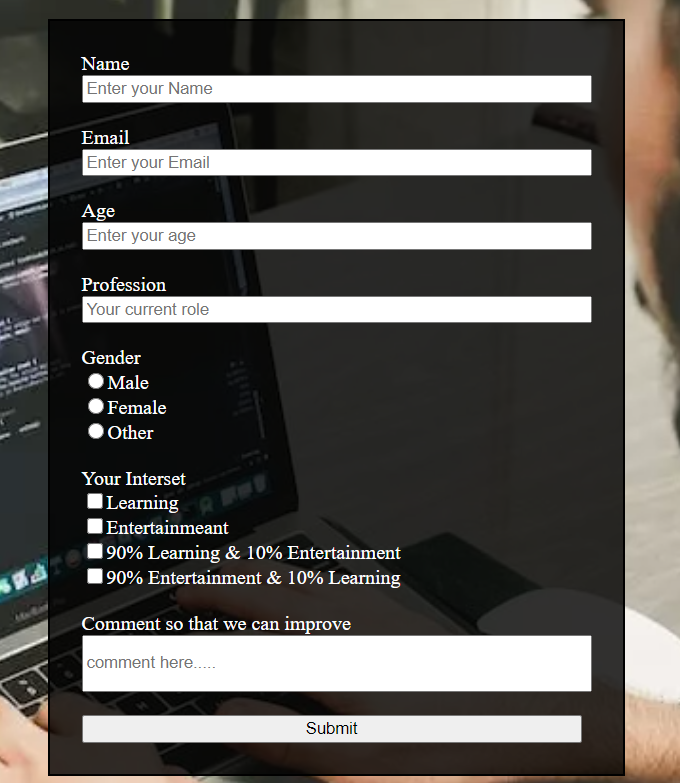 Name
Enter your Name
Email
Enter your Email
Age
Enter your age
Profession
Your current role
Gender
Male
Female
Other
Your Interset
Learning
Entertainmeant
90% Learning & 10% Entertainment
90% Entertainment & 10% Learning
Comment so that we can improve
comment here.....
Submit